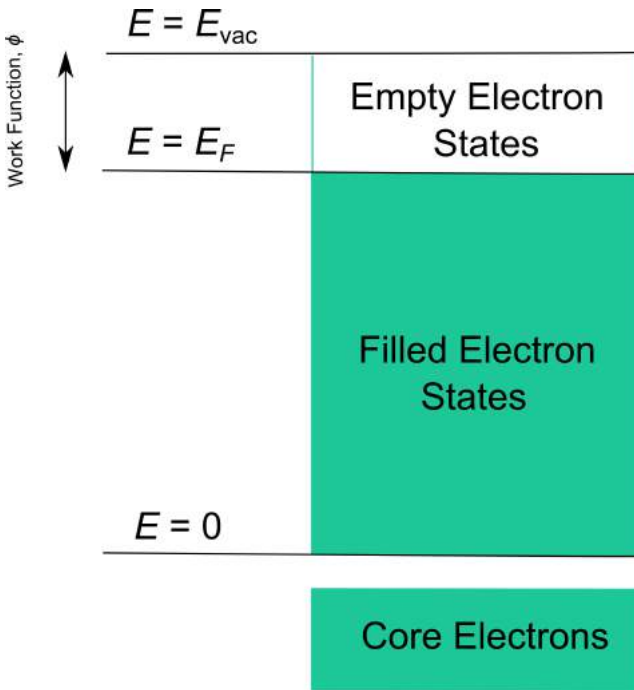 E = E_vac
Work Function, ϕ
Empty Electron
States
E = E_F
Filled Electron
States
E = 0
Core Electrons